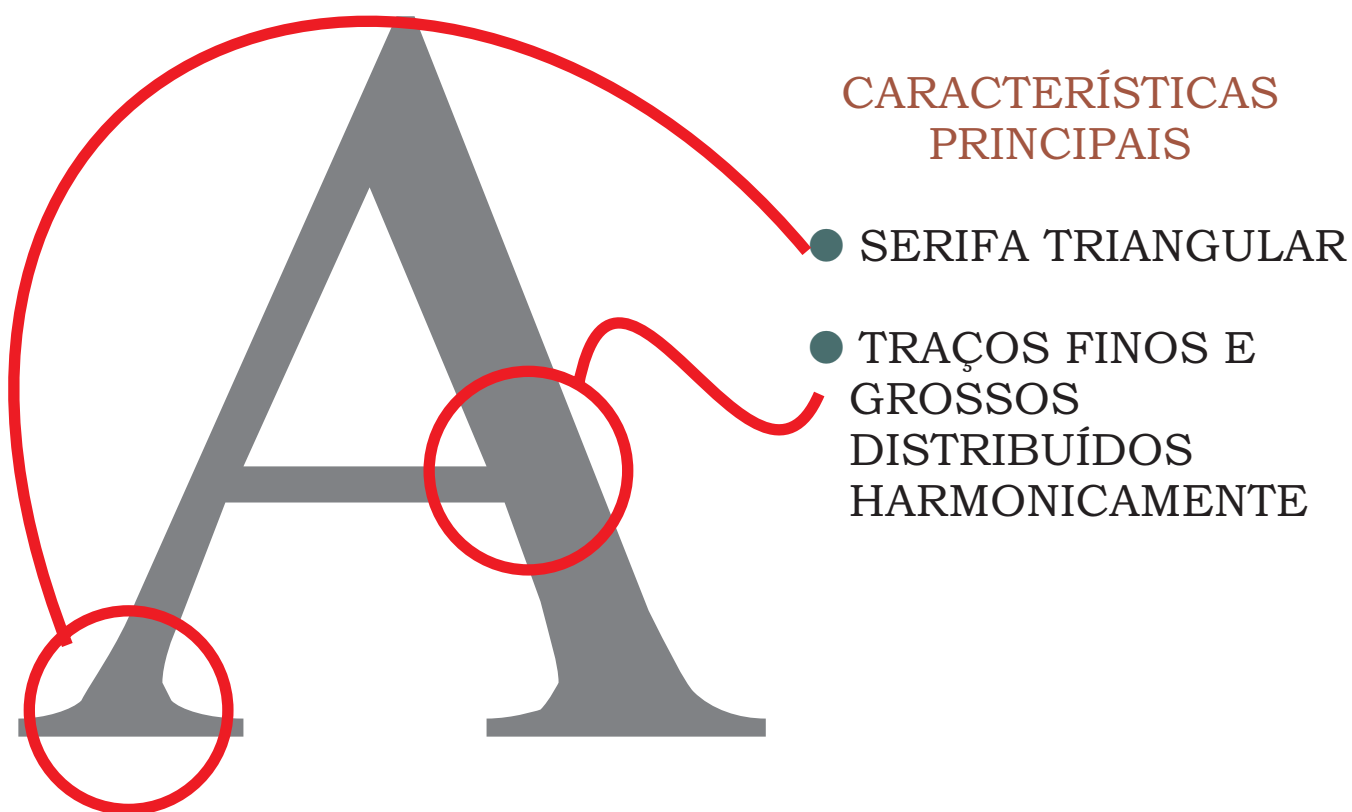 A
CARACTERÍSTICAS
PRINCIPAIS
SERIFA TRIANGULAR
TRAÇOS FINOS E
GROSSOS
DISTRIBUÍDOS
HARMONICAMENTE